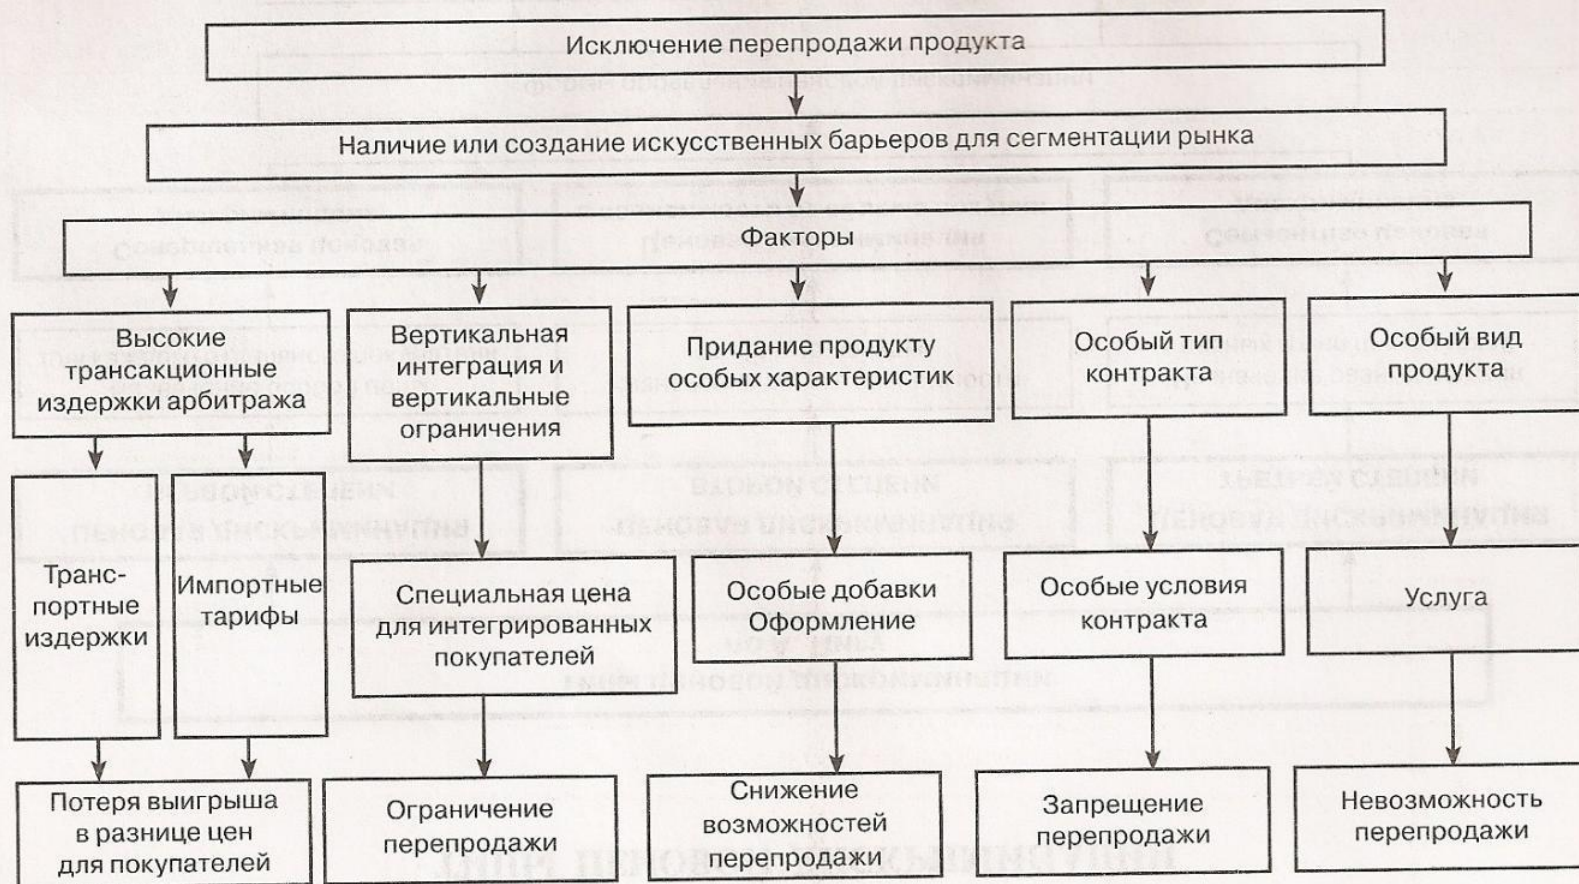 Исключение перепродажи продукта
Наличие или создание искусственных барьеров для сегментации рынка
Факторы
Высокие
трансакционные
издержки арбитража
Вертикальная
интеграция и
вертикальные
ограничения
Придание продукту
особых характеристик
Особый тип
контракта
Особый вид
продукта
Транс-
портные
издержки
Импортные
тарифы
Специальная цена
для интегрированных
покупателей
Особые добавки
Оформление
Особые условия
контракта
Услуга
Потеря выигрыша
в разнице цен
для покупателей
Ограничение
перепродажи
Снижение
возможностей
перепродажи
Запрещение
перепродажи
Невозможность
перепродажи